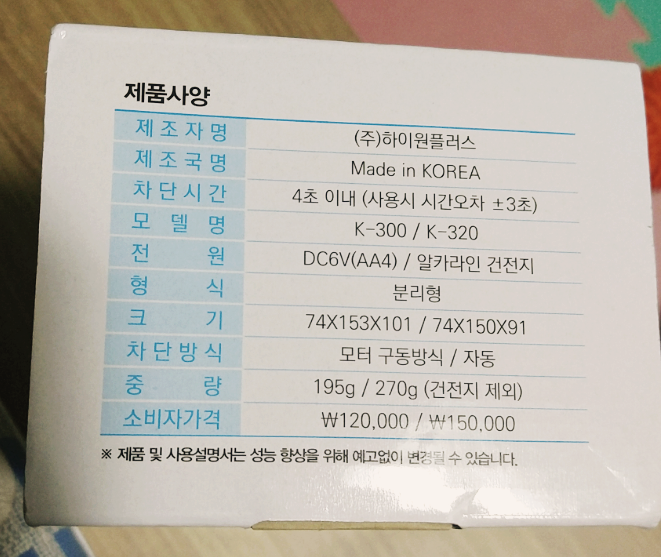 제품사양
제조자명 (주)하이원플러스
제조국명 Made in KOREA
차단시간 4초 이내 (사용시 시간오차 ±3초)
모델명 K-300 / K-320
전원 DC6V(AA4) / 알카라인 건전지
형식 분리형
크기 74X153X101 / 74X150X91
차단방식 모터 구동방식 / 자동
중량 195g / 270g (건전지 제외)
소비자가격 ₩120,000 / ₩150,000
※ 제품 및 사용설명서는 성능 향상을 위해 예고없이 변경될 수 있습니다.